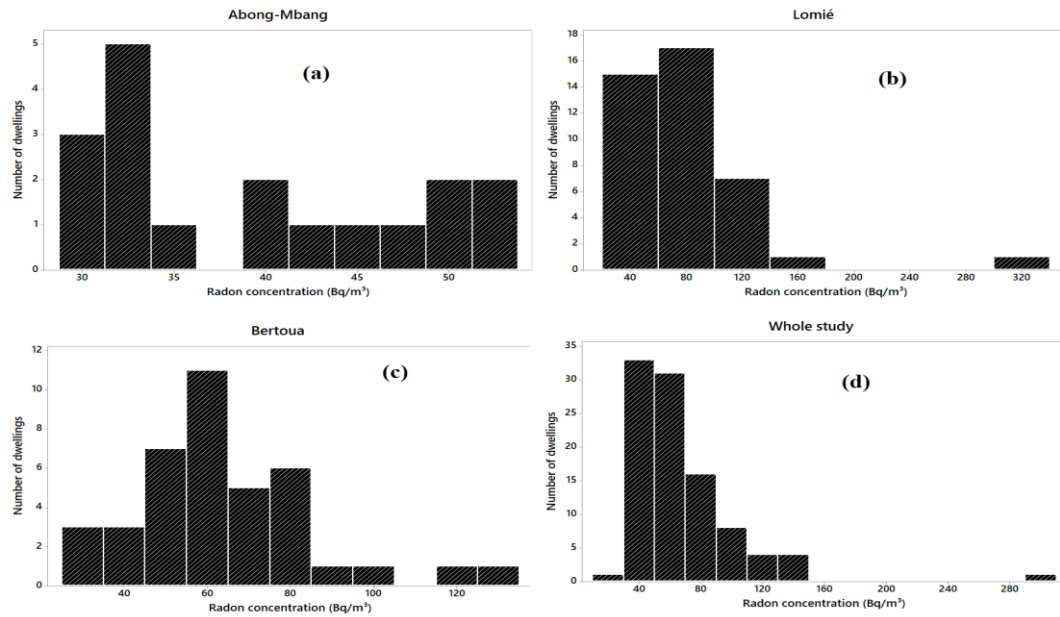 Abong-Mbang
(a)
Number of dwellings
5
4
3
2
1
0
30 35 40 45 50
Radon concentration (Bq/m³)
Lomié
(b)
Number of dwellings
18
16
14
12
10
8
6
4
2
0
40 80 120 160 200 240 280 320
Radon concentration (Bq/m³)
Bertoua
(c)
Number of dwellings
12
10
8
6
4
2
0
40 60 80 100 120
Radon concentration (Bq/m³)
Whole study
(d)
Number of dwellings
35
30
25
20
15
10
5
0
40 80 120 160 200 240 280
Radon concentration (Bq/m³)